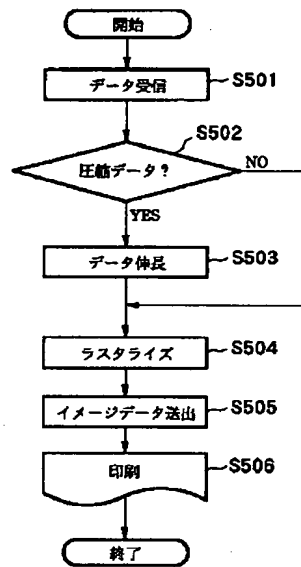 開始
データ受信 S501
S502
圧縮データ? NO
YES
データ伸長 S503
ラスタライズ S504
イメージデータ送出 S505
印刷 S506
終了